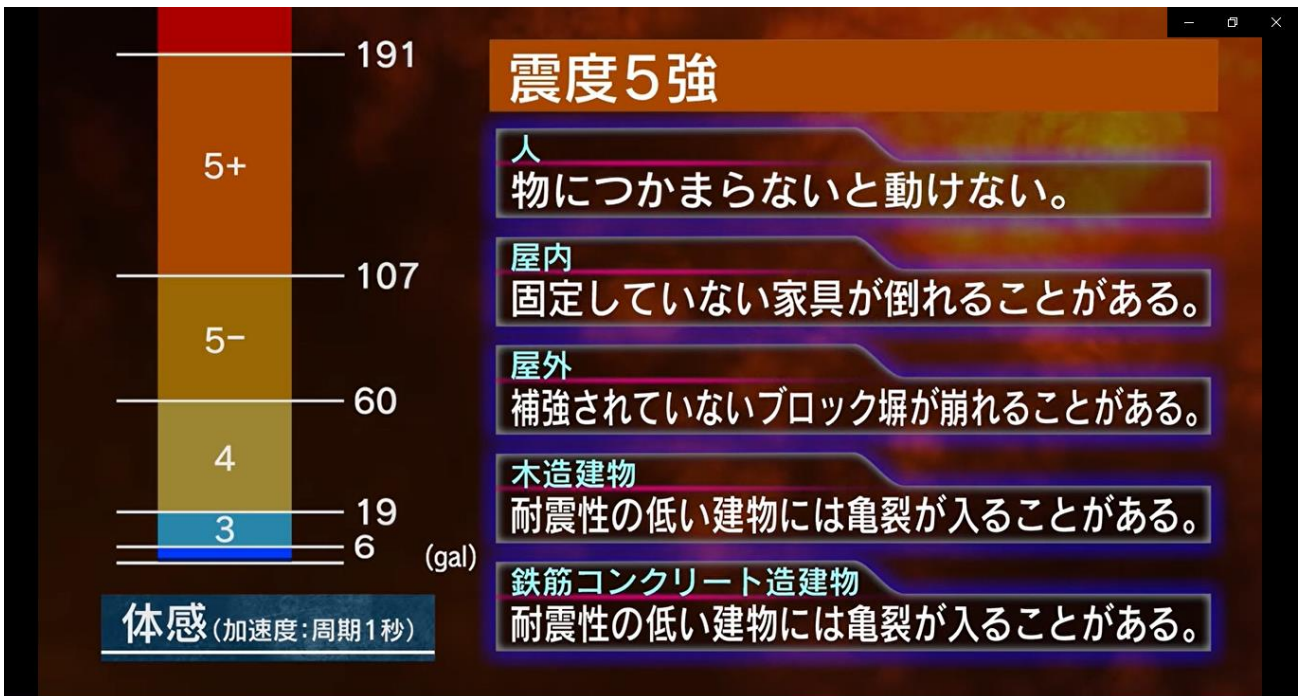 191
5+
107
5−
60
4
19
3
6
(gal)
体感(加速度:周期1秒)
震度5強
人
物につかまらないと動けない。
屋内
固定していない家具が倒れることがある。
屋外
補強されていないブロック塀が崩れることがある。
木造建物
耐震性の低い建物には亀裂が入ることがある。
鉄筋コンクリート造建物
耐震性の低い建物には亀裂が入ることがある。